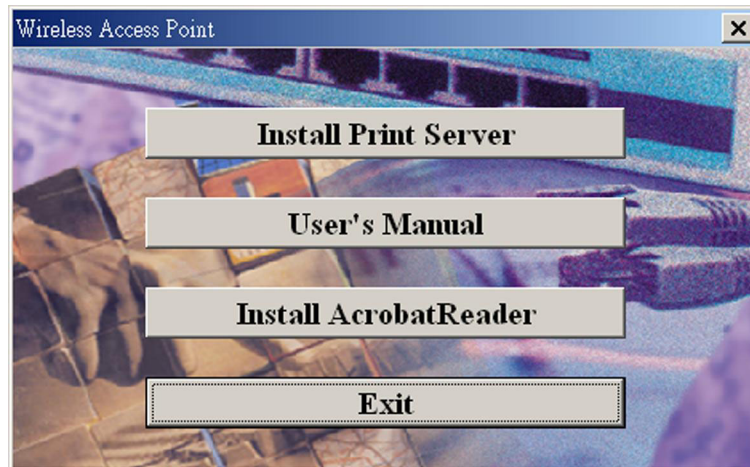 Wireless Access Point
Install Print Server
User's Manual
Install AcrobatReader
Exit